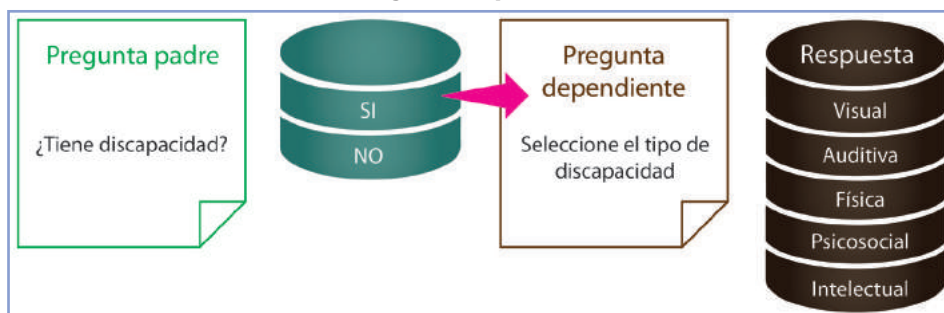 Pregunta padre
¿Tiene discapacidad?
SI
NO
Pregunta
dependiente
Seleccione el tipo de
discapacidad
Respuesta
Visual
Auditiva
Física
Psicosocial
Intelectual